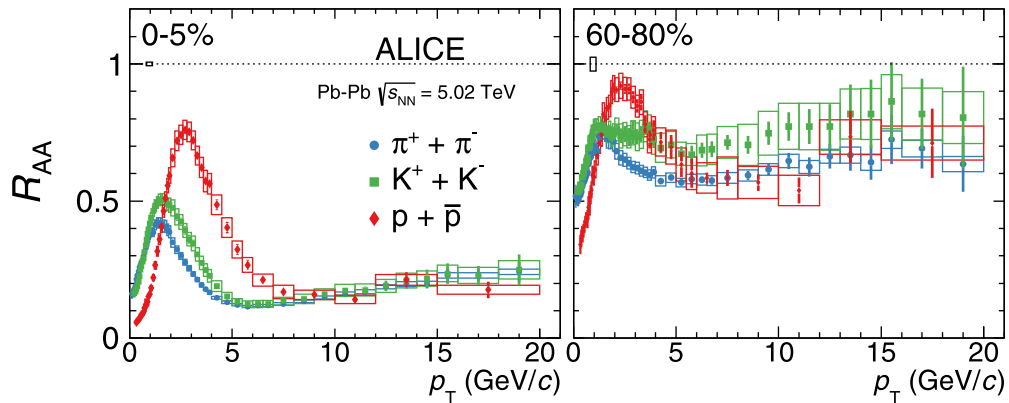 0-5%
ALICE
60-80%
Pb-Pb √s_NN = 5.02 TeV
π⁺ + π⁻
K⁺ + K⁻
p + p̄
R_AA
1
0.5
0
0 5 10 15 20
0 5 10 15 20
p_T (GeV/c)
p_T (GeV/c)